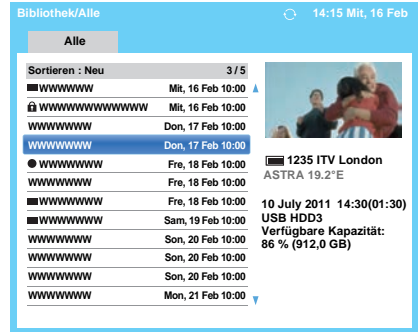 Bibliothek/Alle
14:15 Mit, 16 Feb
Alle
Sortieren : Neu 3 / 5
WWWWWWW Mit, 16 Feb 10:00
WWWWWWWWWWWW Mit, 16 Feb 10:00
WWWWWWW Don, 17 Feb 10:00
WWWWWWW Don, 17 Feb 10:00
WWWWWWW Fre, 18 Feb 10:00
WWWWWWW Fre, 18 Feb 10:00
WWWWWWW Fre, 18 Feb 10:00
WWWWWWW Sam, 19 Feb 10:00
WWWWWWW Son, 20 Feb 10:00
WWWWWWW Son, 20 Feb 10:00
WWWWWWW Son, 20 Feb 10:00
WWWWWWW Mon, 21 Feb 10:00
1235 ITV London
ASTRA 19.2°E
10 July 2011 14:30(01:30)
USB HDD3
Verfügbare Kapazität:
86 % (912,0 GB)